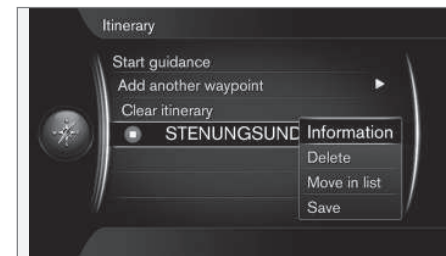 Itinerary
Start guidance
Add another waypoint
Clear itinerary
STENUNGSUND
Information
Delete
Move in list
Save